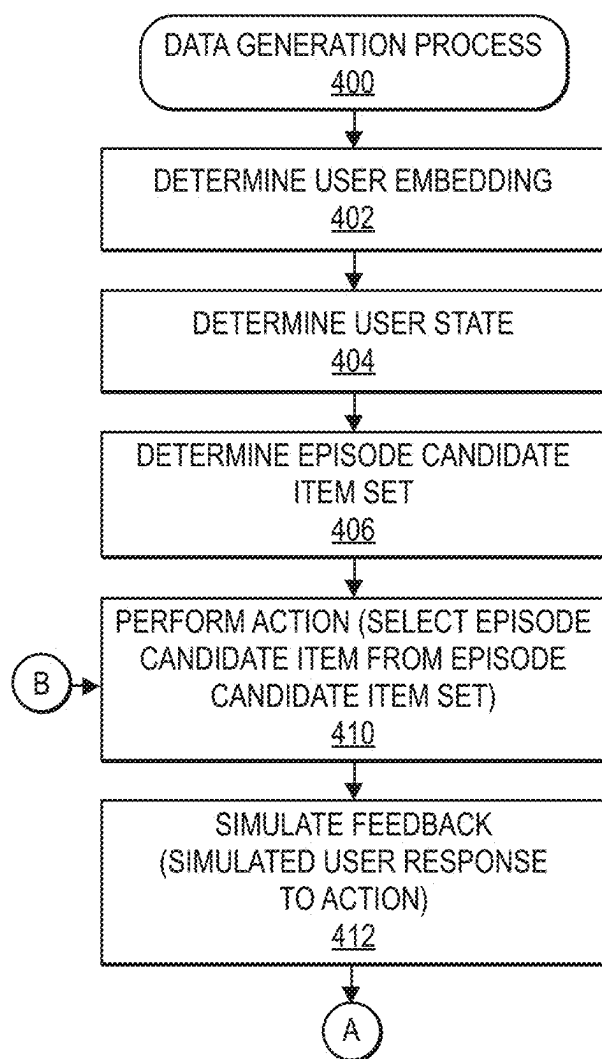 DATA GENERATION PROCESS
400
DETERMINE USER EMBEDDING
402
DETERMINE USER STATE
404
DETERMINE EPISODE CANDIDATE
ITEM SET
406
PERFORM ACTION (SELECT EPISODE
CANDIDATE ITEM FROM EPISODE
CANDIDATE ITEM SET)
410
B
SIMULATE FEEDBACK
(SIMULATED USER RESPONSE
TO ACTION)
412
A